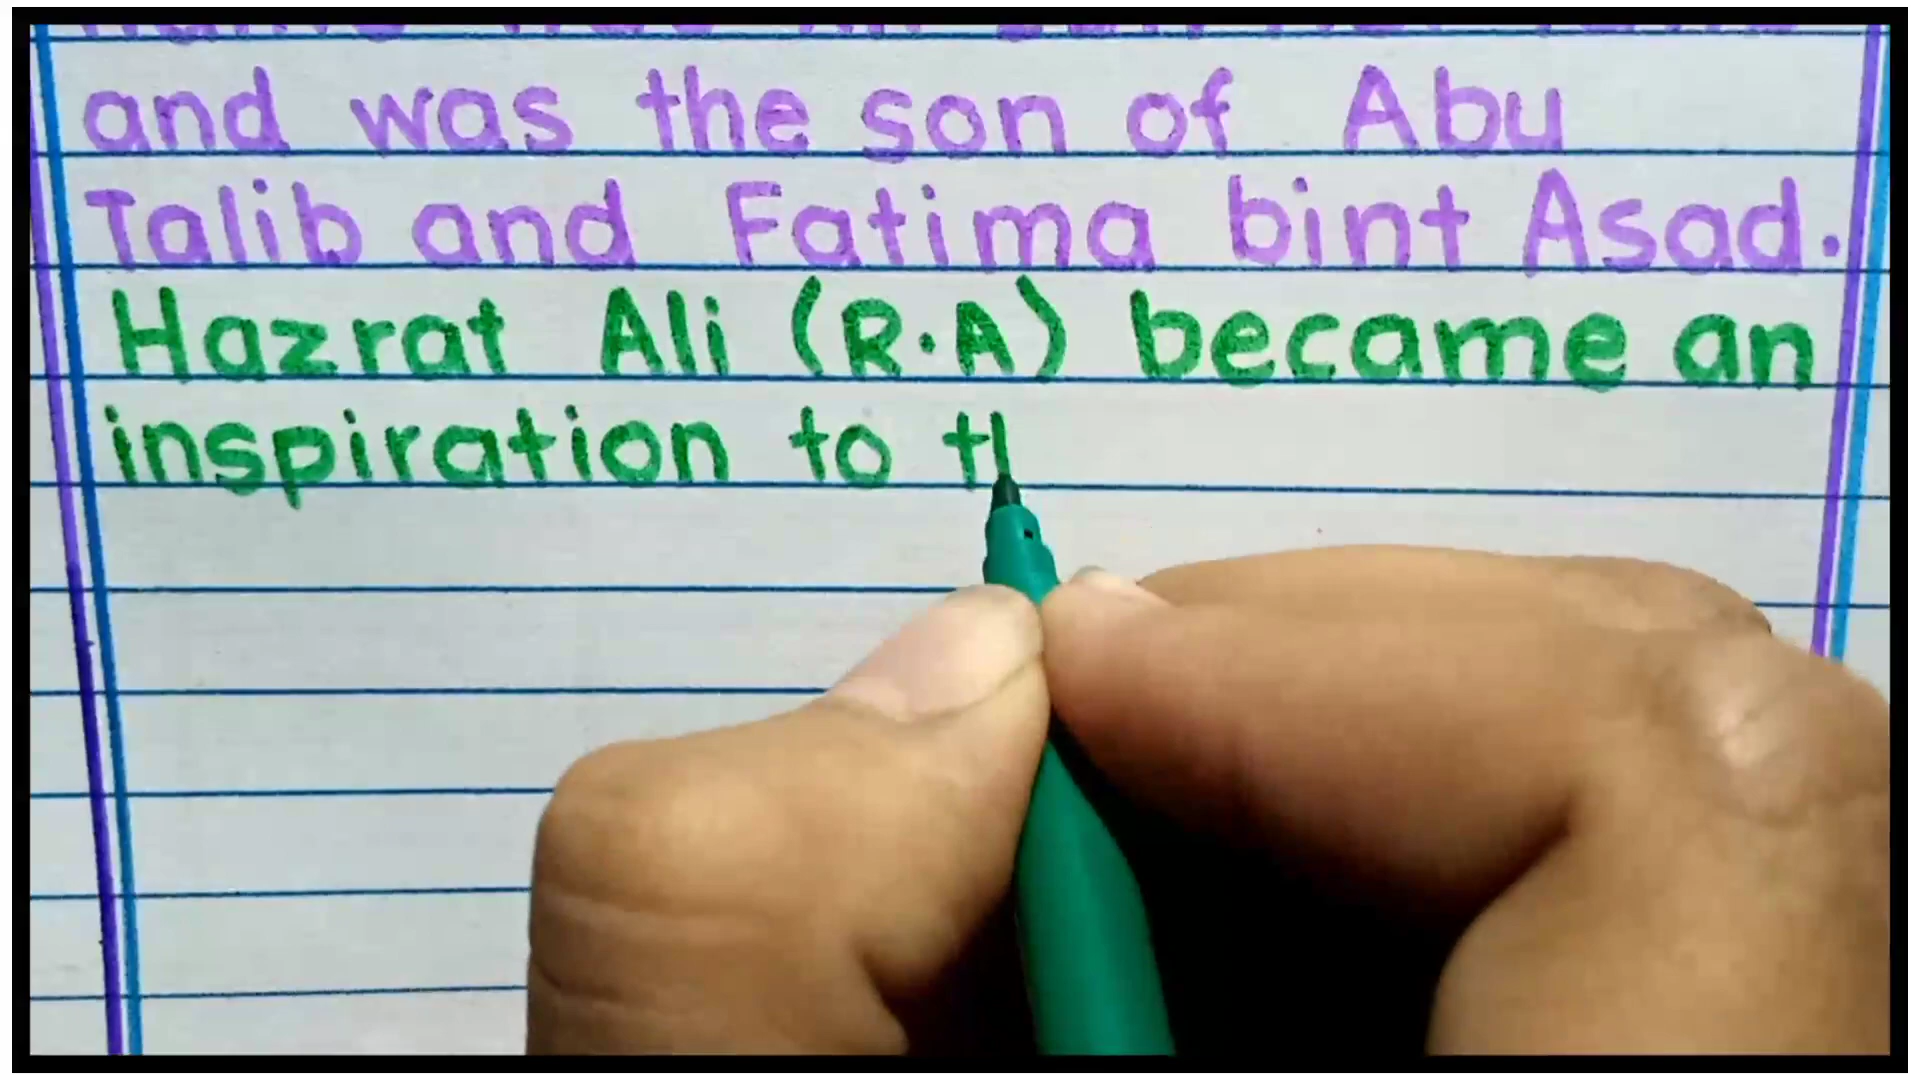 and was the son of Abu
Talib and Fatima bint Asad.
Hazrat Ali (R.A) became an
inspiration to